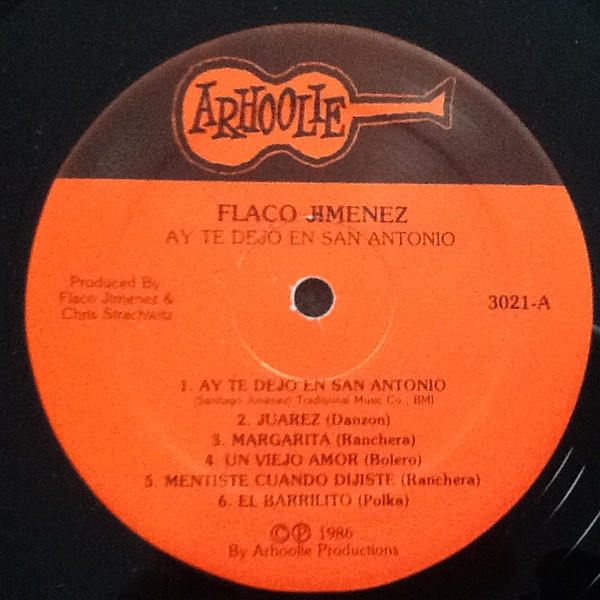 ARHOOLIE
FLACO JIMENEZ
AY TE DEJO EN SAN ANTONIO
Produced By
Flaco Jimenez &
Chris Strachwitz
3021-A
1. AY TE DEJO EN SAN ANTONIO
(Santiago Jimenez) Traditional Music Co., BMI
2. JUAREZ (Danzon)
3. MARGARITA (Ranchera)
4. UN VIEJO AMOR (Bolero)
5. MENTISTE CUANDO DIJISTE (Ranchera)
6. EL BARRILITO (Polka)
©℗ 1986
By Arhoolie Productions